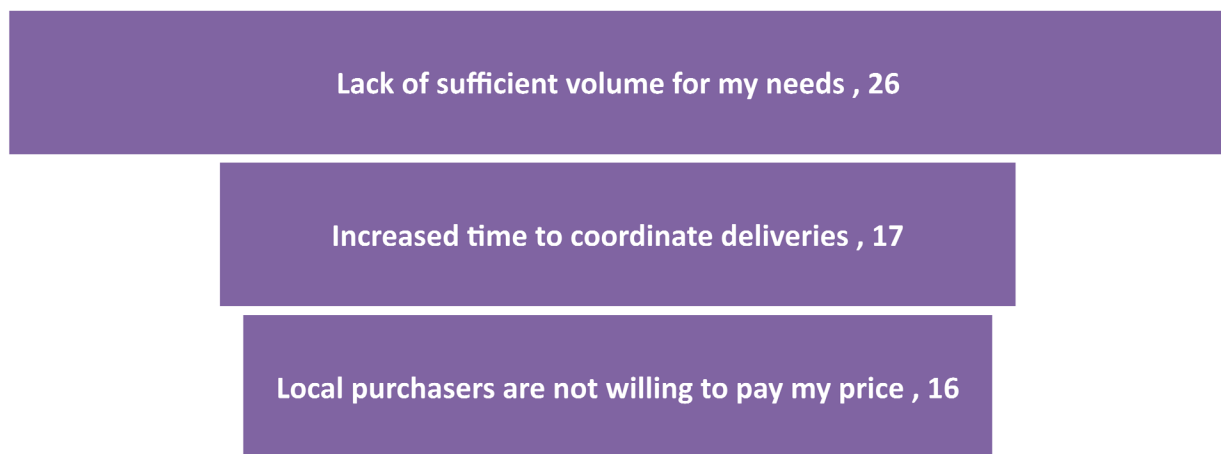 Lack of sufficient volume for my needs , 26
Increased time to coordinate deliveries , 17
Local purchasers are not willing to pay my price , 16